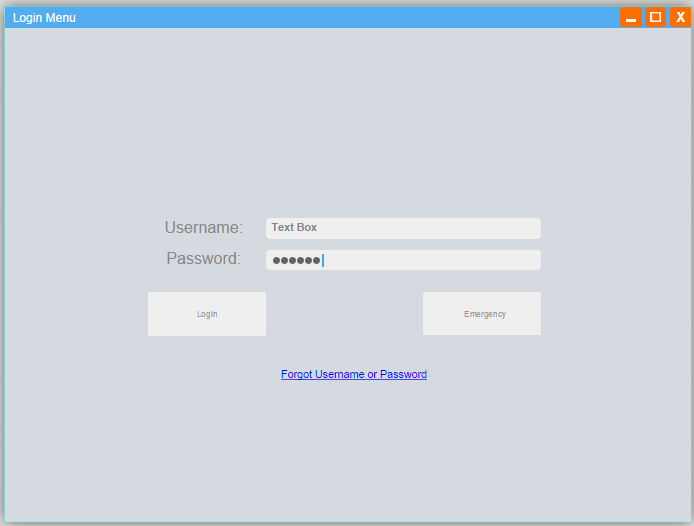 Login Menu
X
Username:
Text Box
Password:
●●●●●●
LogIn
Emergency
Forgot Username or Password